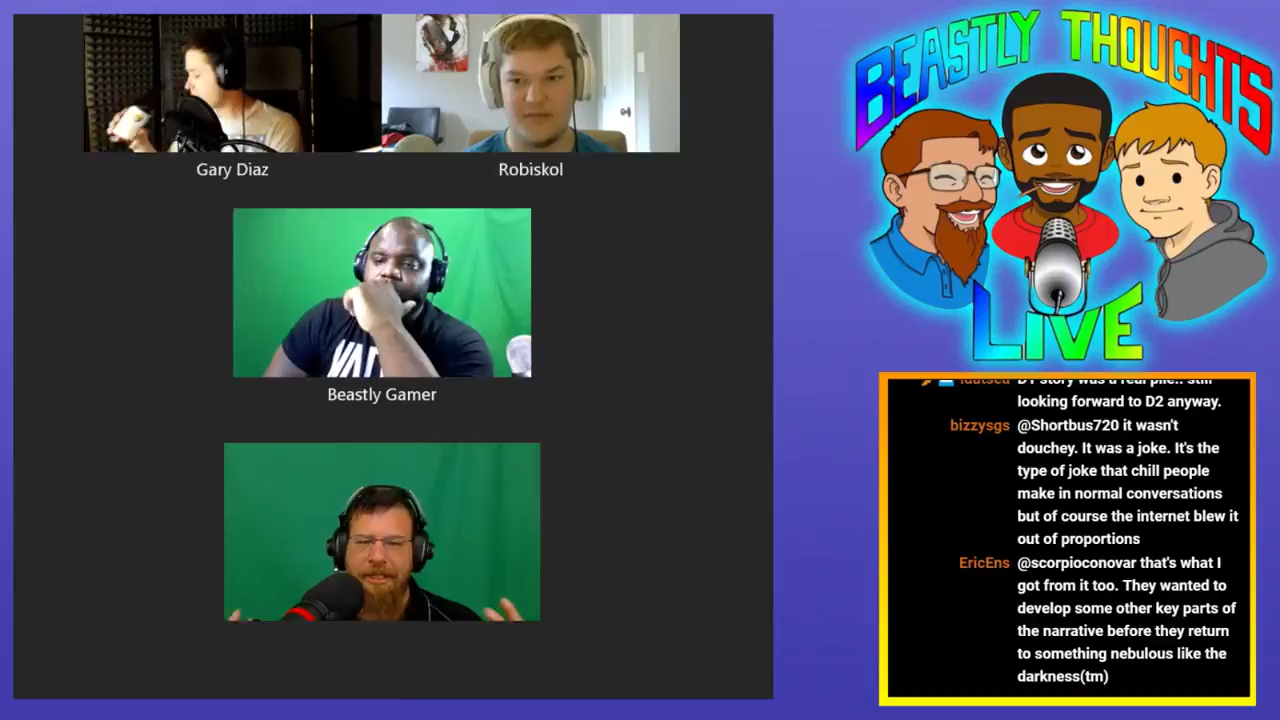 BEASTLY THOUGHTS
LIVE
Gary Diaz
Robiskol
Beastly Gamer
D1 story was a real pile.. still
looking forward to D2 anyway.
bizzysgs @Shortbus720 it wasn't
douchey. It was a joke. It's the
type of joke that chill people
make in normal conversations
but of course the internet blew it
out of proportions
EricEns @scorpioconovar that's what I
got from it too. They wanted to
develop some other key parts of
the narrative before they return
to something nebulous like the
darkness(tm)